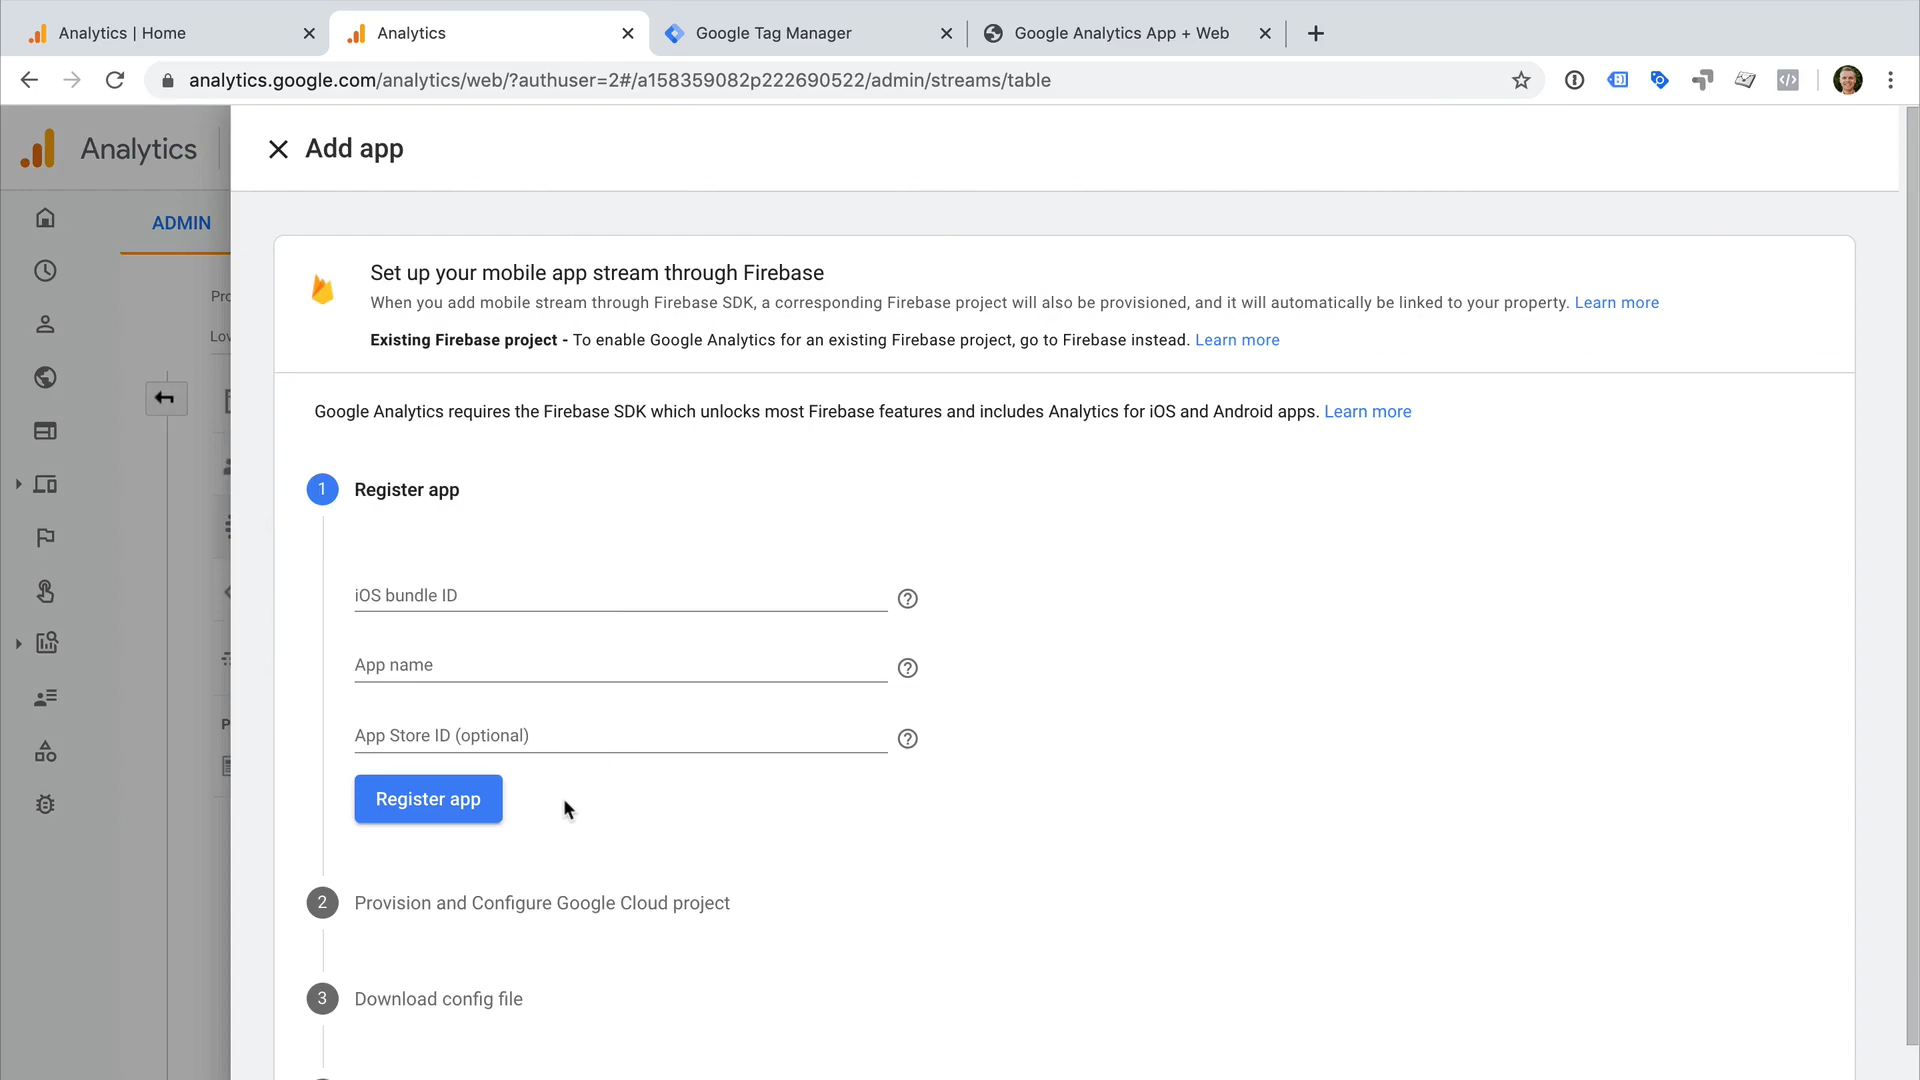 Analytics | Home
Analytics
Google Tag Manager
Google Analytics App + Web
analytics.google.com/analytics/web/?authuser=2#/a158359082p222690522/admin/streams/table
Analytics
Add app
ADMIN
Pro
Low
Set up your mobile app stream through Firebase
When you add mobile stream through Firebase SDK, a corresponding Firebase project will also be provisioned, and it will automatically be linked to your property. Learn more
Existing Firebase project - To enable Google Analytics for an existing Firebase project, go to Firebase instead. Learn more
Google Analytics requires the Firebase SDK which unlocks most Firebase features and includes Analytics for iOS and Android apps. Learn more
1 Register app
iOS bundle ID
App name
App Store ID (optional)
P
Register app
2 Provision and Configure Google Cloud project
3 Download config file